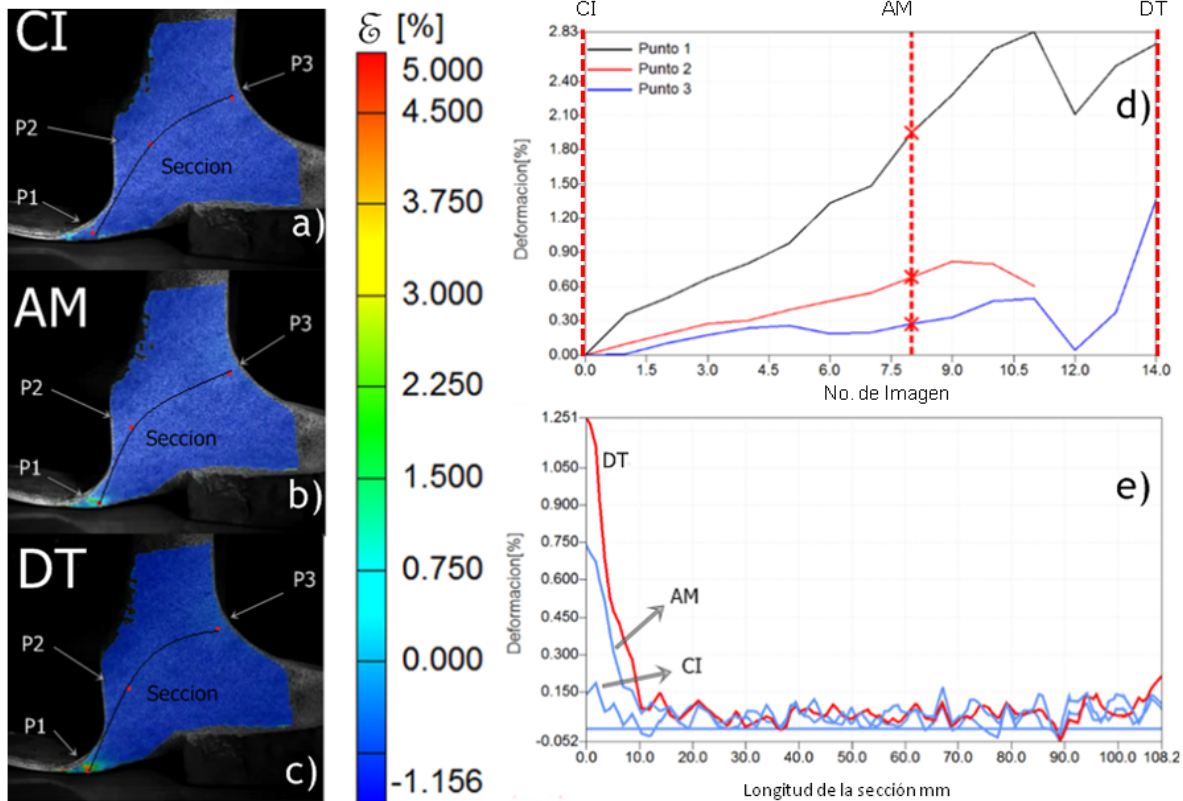 CI
P3
P2
Seccion
P1
a)
AM
P3
P2
Seccion
P1
b)
DT
P3
P2
Seccion
P1
c)
ℰ [%]
5.000
4.500
3.750
3.000
2.250
1.500
0.750
0.000
-1.156
CI AM DT
2.83
2.40
2.10
1.80
1.50
1.20
0.90
0.60
0.30
0.00
Deformacion[%]
Punto 1
Punto 2
Punto 3
d)
0.0 1.5 3.0 4.5 6.0 7.5 9.0 10.5 12.0 14.0
No. de Imagen
1.251
1.050
0.900
0.750
0.600
0.450
0.300
0.150
-0.052
Deformacion[%]
DT
AM
CI
e)
0.0 10.0 20.0 30.0 40.0 50.0 60.0 70.0 80.0 90.0 100.0 108.2
Longitud de la sección mm